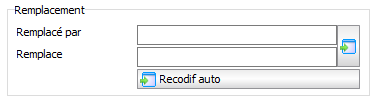 Remplacement
Remplacé par
Remplace
Recodif auto